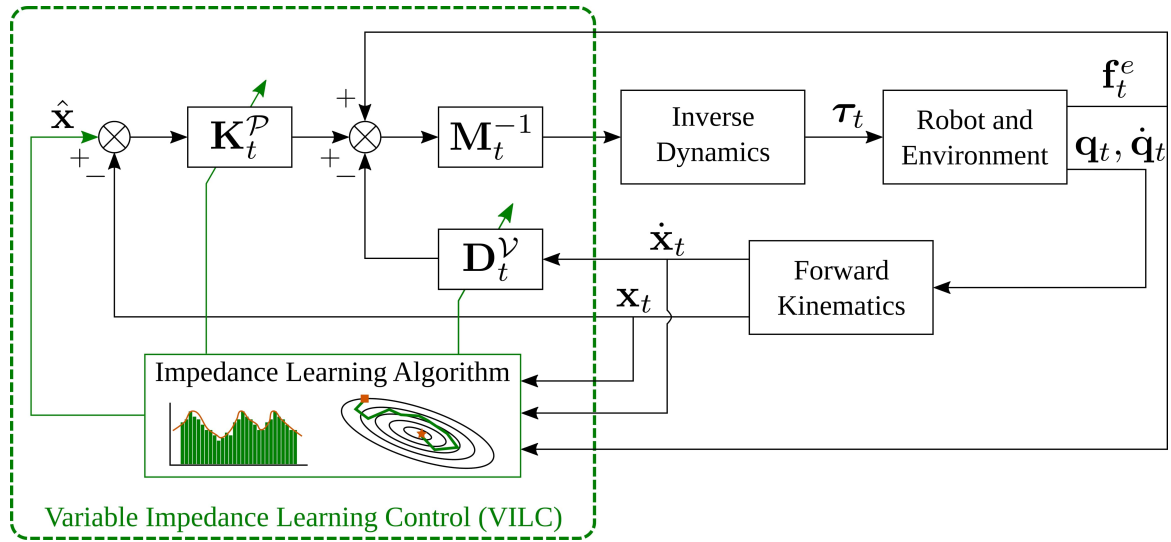 +
f_t^e
x̂
K_t^𝒫
M_t^{-1}
Inverse
Dynamics
τ_t
Robot and
Environment
q_t, q̇_t
+
−
+
−
D_t^𝒱
ẋ_t
Forward
Kinematics
x_t
Impedance Learning Algorithm
Variable Impedance Learning Control (VILC)